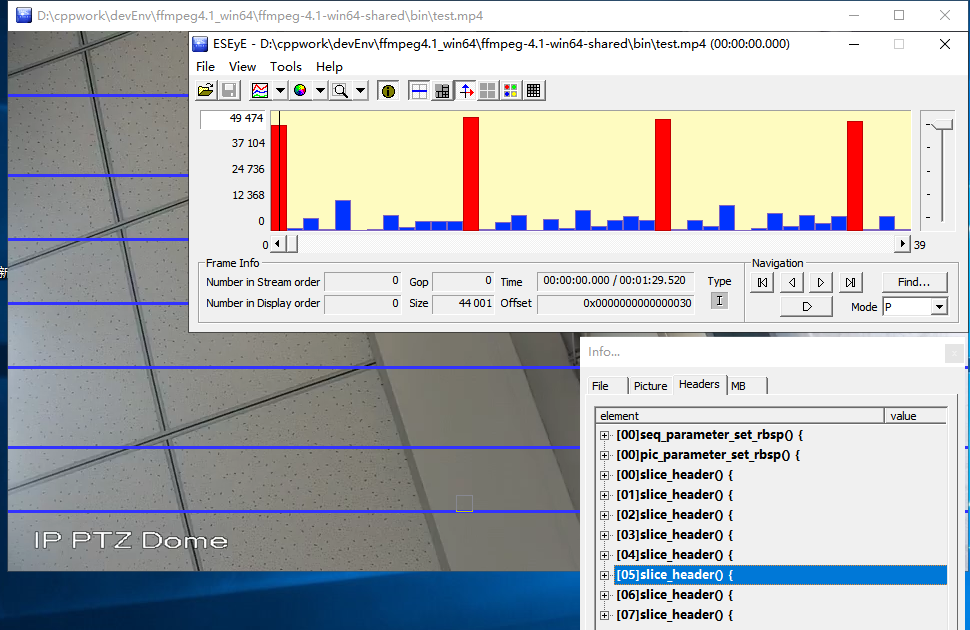 D:\cppwork\devEnv\ffmpeg4.1_win64\ffmpeg-4.1-win64-shared\bin\test.mp4
ESEyE - D:\cppwork\devEnv\ffmpeg4.1_win64\ffmpeg-4.1-win64-shared\bin\test.mp4 (00:00:00.000)
File View Tools Help
49 474
37 104
24 736
12 368
0
0 39
Frame Info
Number in Stream order 0 Gop 0 Time 00:00:00.000 / 00:01:29.520 Type
Number in Display order 0 Size 44 001 Offset 0x0000000000000030 I
Navigation
Find...
Mode P
新
Info...
File Picture Headers MB
element value
[00]seq_parameter_set_rbsp() {
[00]pic_parameter_set_rbsp() {
[00]slice_header() {
[01]slice_header() {
[02]slice_header() {
[03]slice_header() {
[04]slice_header() {
[05]slice_header() {
[06]slice_header() {
[07]slice_header() {
IP PTZ Dome